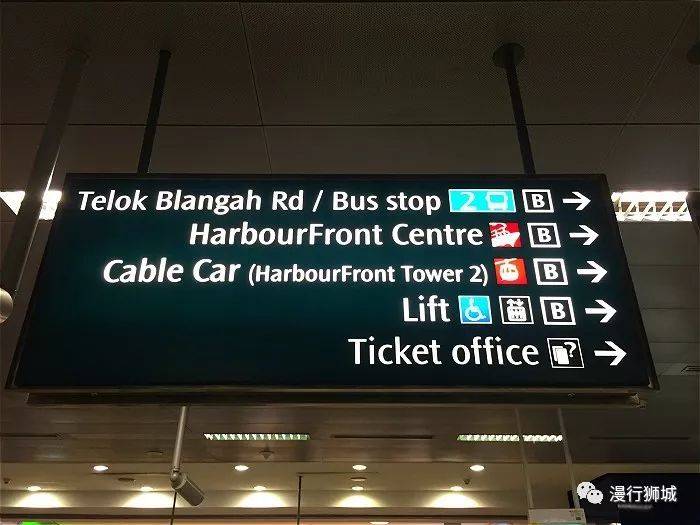 Telok Blangah Rd / Bus stop 2 B →
HarbourFront Centre B →
Cable Car (HarbourFront Tower 2) B →
Lift B →
Ticket office ? →
漫行狮城